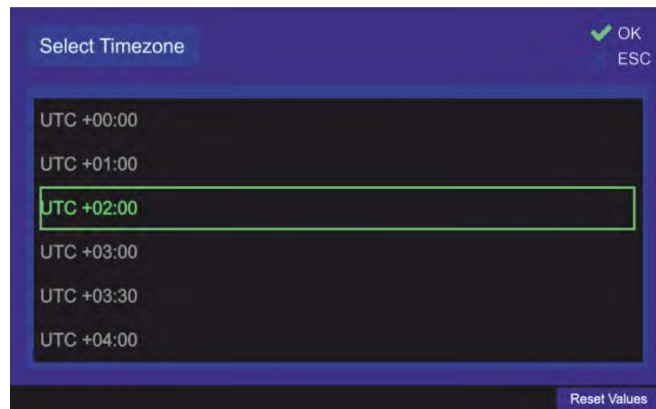 Select Timezone
OK
ESC
UTC +00:00
UTC +01:00
UTC +02:00
UTC +03:00
UTC +03:30
UTC +04:00
Reset Values